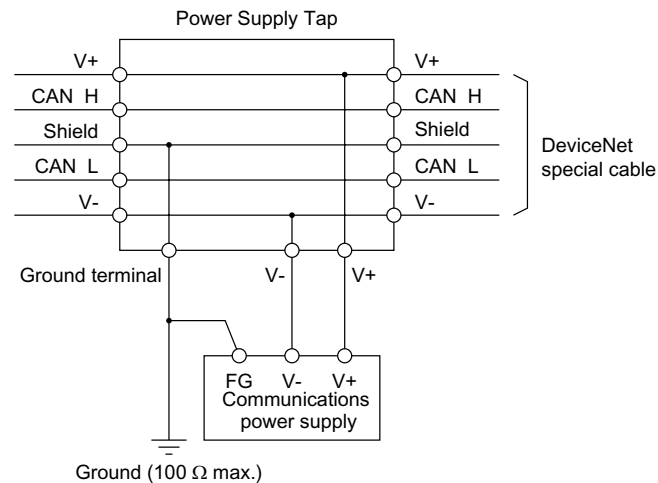 Power Supply Tap
V+
V+
CAN H
CAN H
Shield
Shield
CAN L
CAN L
V-
V-
DeviceNet
special cable
Ground terminal
V-
V+
FG
V-
V+
Communications
power supply
Ground (100 Ω max.)